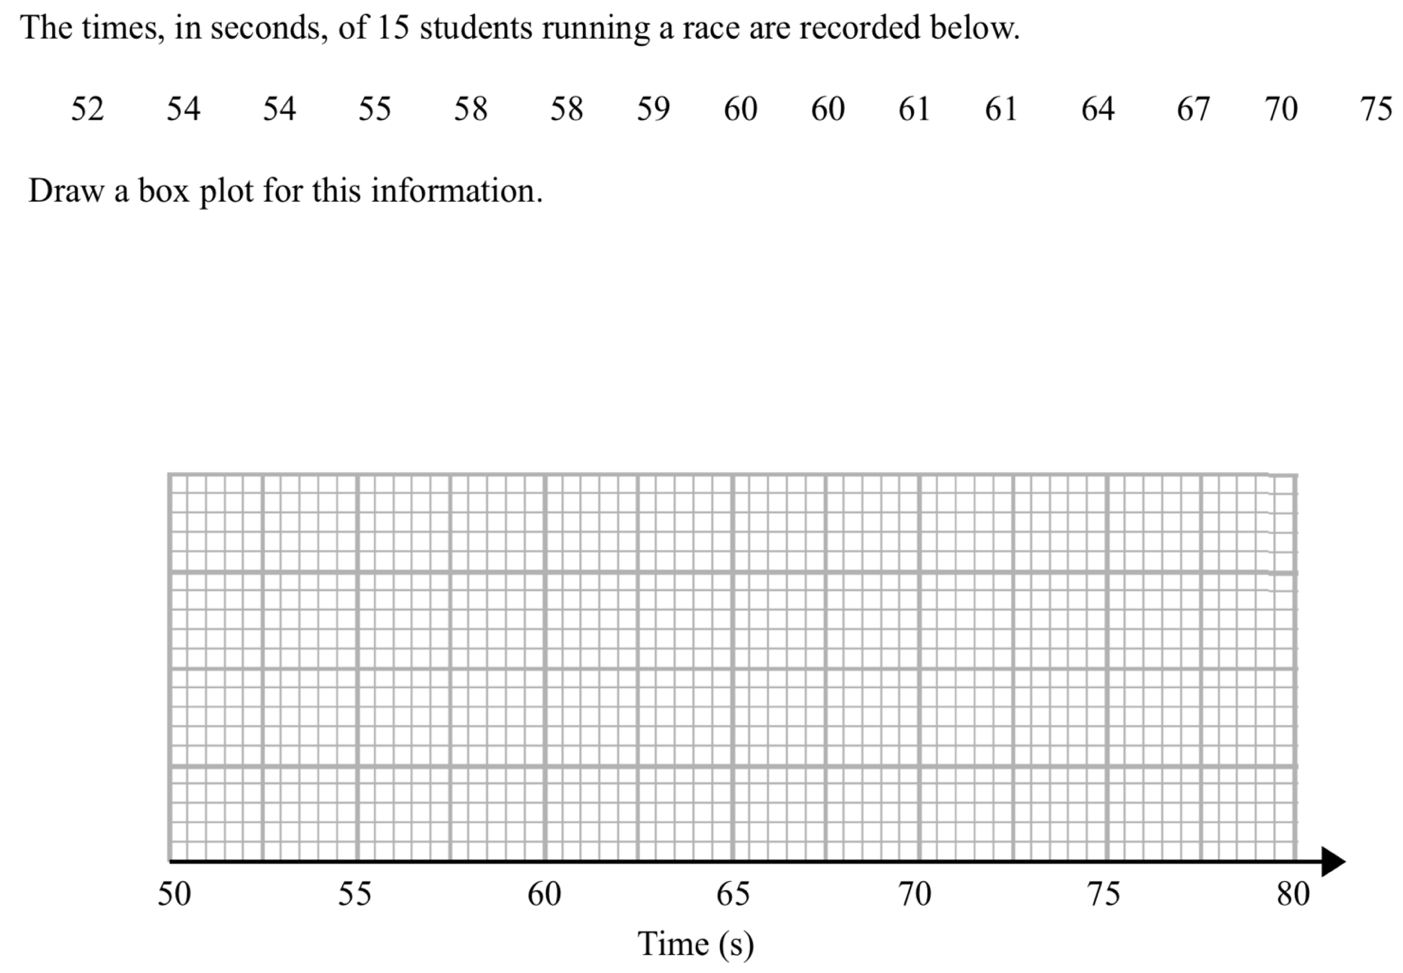 The times, in seconds, of 15 students running a race are recorded below.
52 54 54 55 58 58 59 60 60 61 61 64 67 70 75
Draw a box plot for this information.
50 55 60 65 70 75 80
Time (s)